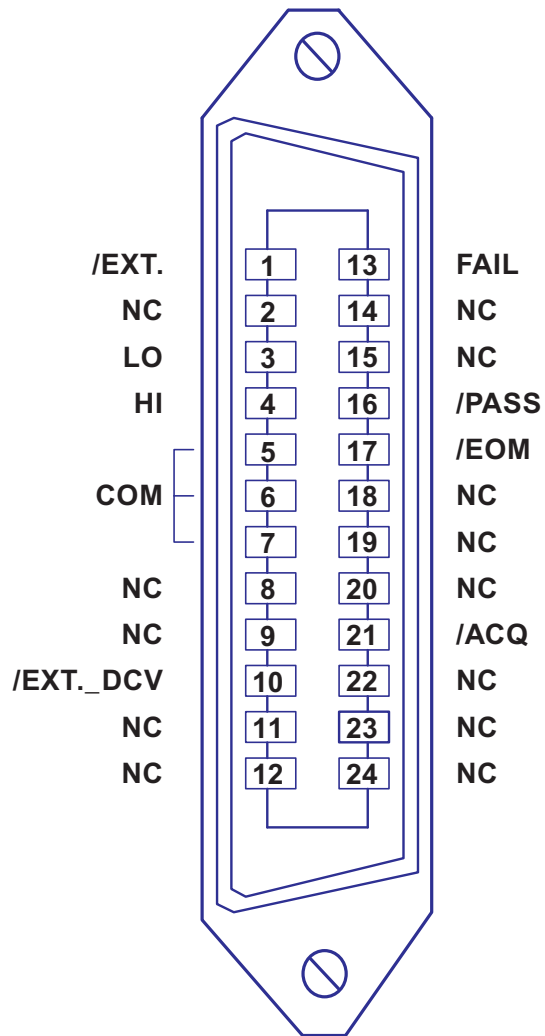 /EXT. 1 13 FAIL
NC 2 14 NC
LO 3 15 NC
HI 4 16 /PASS
5 17 /EOM
COM 6 18 NC
7 19 NC
NC 8 20 NC
NC 9 21 /ACQ
/EXT._DCV 10 22 NC
NC 11 23 NC
NC 12 24 NC